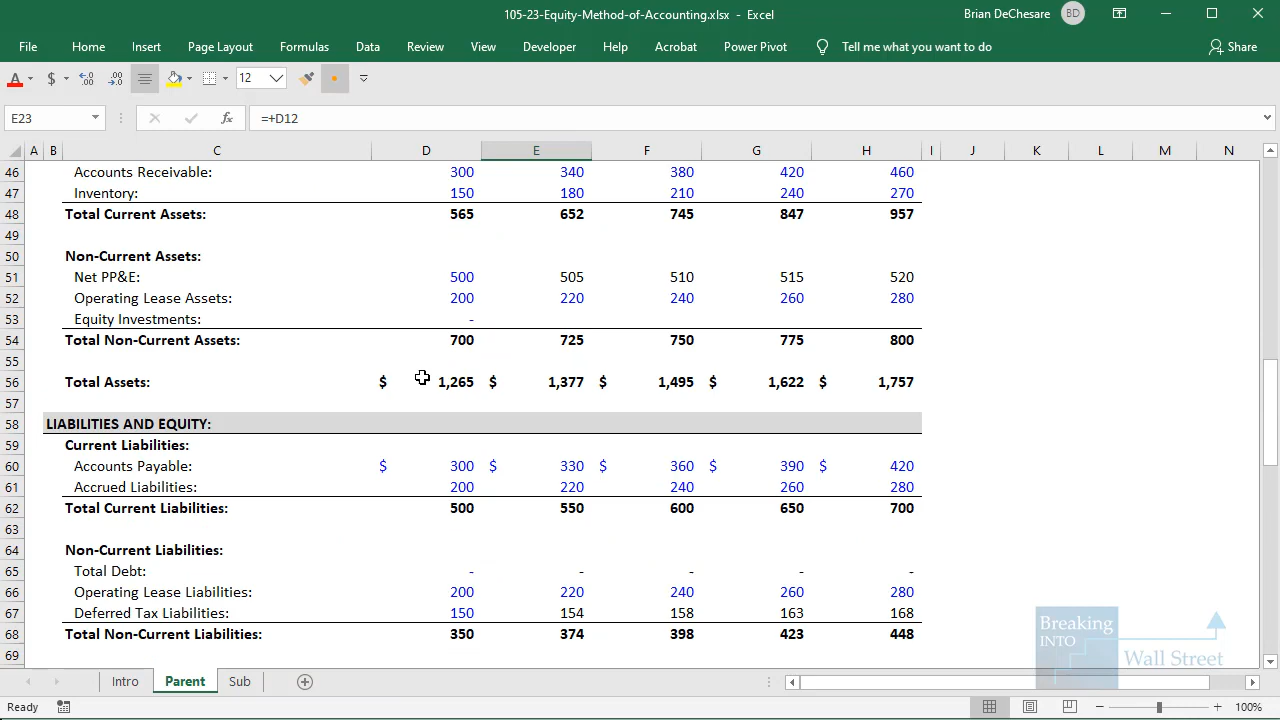 105-23-Equity-Method-of-Accounting.xlsx - Excel
Brian DeChesare BD
File Home Insert Page Layout Formulas Data Review View Developer Help Acrobat Power Pivot Tell me what you want to do Share
A $ .00 12
E23 fx =+D12
A B C D E F G H I J K L M N
46 Accounts Receivable: 300 340 380 420 460
47 Inventory: 150 180 210 240 270
48 Total Current Assets: 565 652 745 847 957
49
50 Non-Current Assets:
51 Net PP&E: 500 505 510 515 520
52 Operating Lease Assets: 200 220 240 260 280
53 Equity Investments: -
54 Total Non-Current Assets: 700 725 750 775 800
55
56 Total Assets: $ 1,265 $ 1,377 $ 1,495 $ 1,622 $ 1,757
57
58 LIABILITIES AND EQUITY:
59 Current Liabilities:
60 Accounts Payable: $ 300 $ 330 $ 360 $ 390 $ 420
61 Accrued Liabilities: 200 220 240 260 280
62 Total Current Liabilities: 500 550 600 650 700
63
64 Non-Current Liabilities:
65 Total Debt: - - - - -
66 Operating Lease Liabilities: 200 220 240 260 280
67 Deferred Tax Liabilities: 150 154 158 163 168
68 Total Non-Current Liabilities: 350 374 398 423 448
69
Breaking
INTO
Wall Street
Intro Parent Sub
Ready 100%